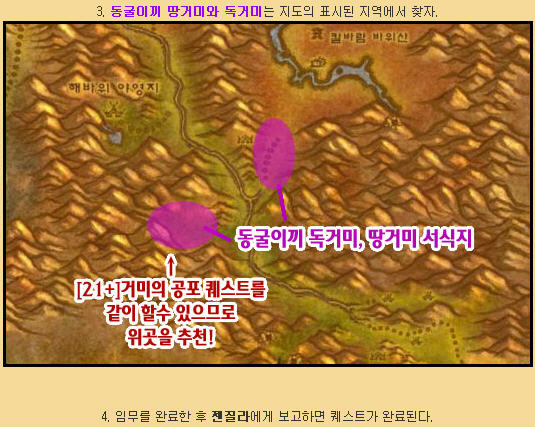 3. 동굴이끼 땅거미와 독거미는 지도의 표시된 지역에서 찾자.
칼바람 바위산
해바위 야영지
동굴이끼 독거미, 땅거미 서식지
[21+]거미의 공포 퀘스트를
같이 할수 있으므로
위곳을 추천!
4. 임무를 완료한 후 젠질라에게 보고하면 퀘스트가 완료된다.